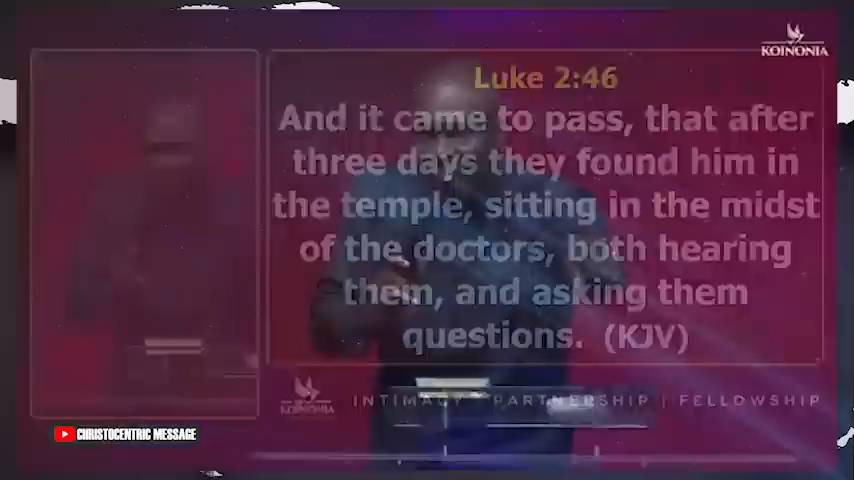 KOINONIA
Luke 2:46
And it came to pass, that after
three days they found him in
the temple, sitting in the midst
of the doctors, both hearing
them, and asking them
questions. (KJV)
KOINONIA
INTIMACY | PARTNERSHIP | FELLOWSHIP
CHRISTOCENTRIC MESSAGE